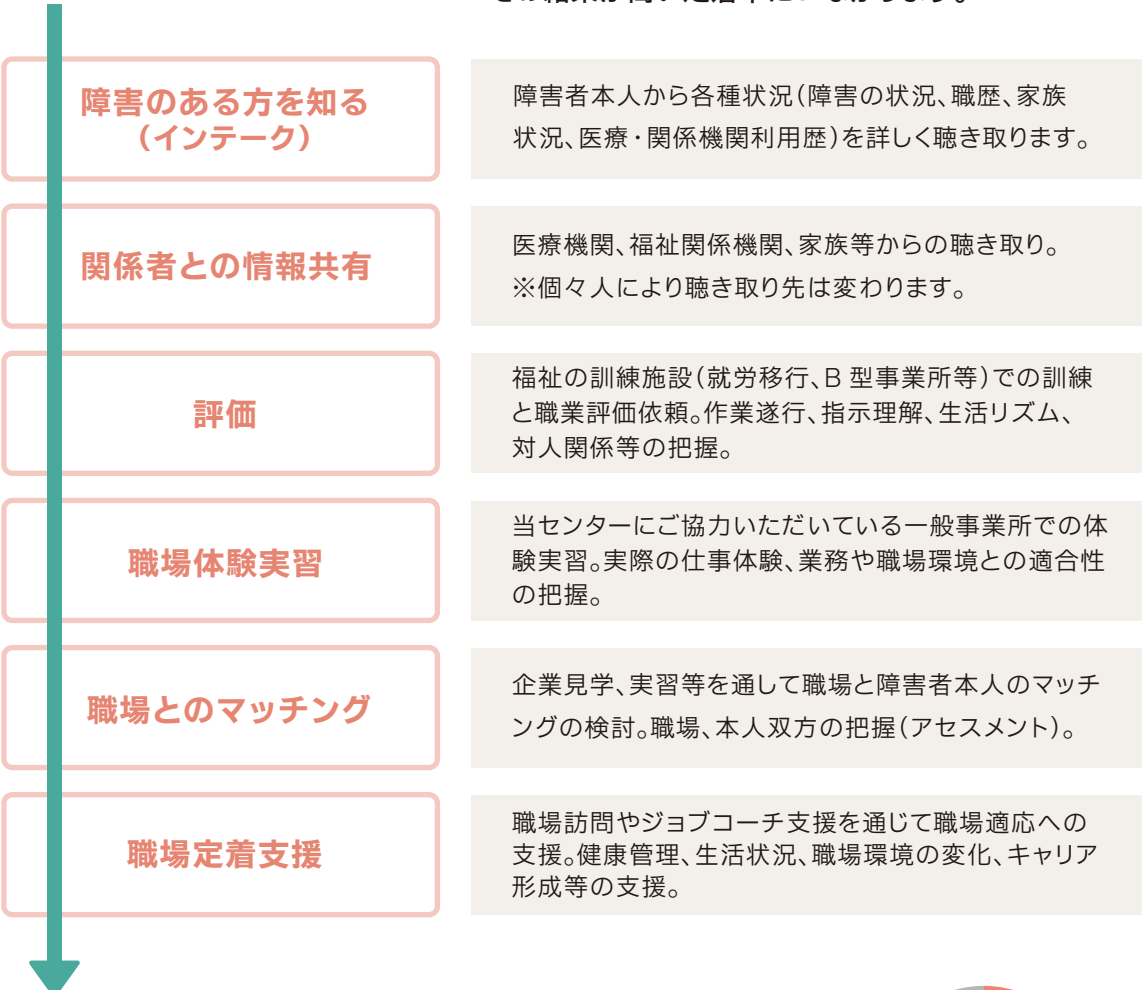 障害のある方を知る
(インテーク)
障害者本人から各種状況(障害の状況、職歴、家族
状況、医療・関係機関利用歴)を詳しく聴き取ります。
関係者との情報共有
医療機関、福祉関係機関、家族等からの聴き取り。
※個々人により聴き取り先は変わります。
評価
福祉の訓練施設(就労移行、B 型事業所等)での訓練
と職業評価依頼。作業遂行、指示理解、生活リズム、
対人関係等の把握。
職場体験実習
当センターにご協力いただいている一般事業所での体
験実習。実際の仕事体験、業務や職場環境との適合性
の把握。
職場とのマッチング
企業見学、実習等を通して職場と障害者本人のマッチ
ングの検討。職場、本人双方の把握(アセスメント)。
職場定着支援
職場訪問やジョブコーチ支援を通じて職場適応への
支援。健康管理、生活状況、職場環境の変化、キャリア
形成等の支援。